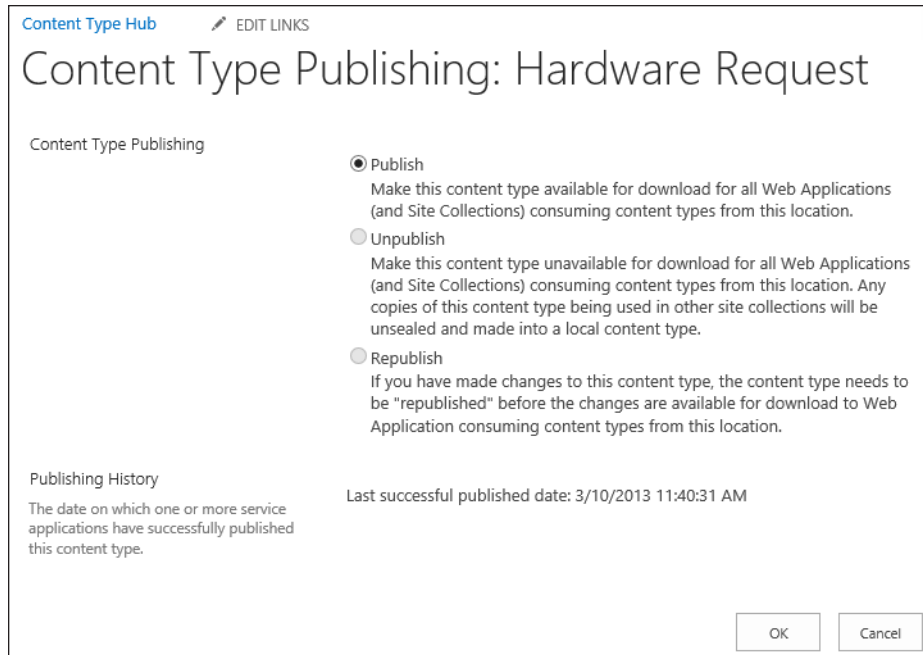 Content Type Hub EDIT LINKS
Content Type Publishing: Hardware Request
Content Type Publishing
Publish
Make this content type available for download for all Web Applications
(and Site Collections) consuming content types from this location.
Unpublish
Make this content type unavailable for download for all Web Applications
(and Site Collections) consuming content types from this location. Any
copies of this content type being used in other site collections will be
unsealed and made into a local content type.
Republish
If you have made changes to this content type, the content type needs to
be "republished" before the changes are available for download to Web
Application consuming content types from this location.
Publishing History
The date on which one or more service
applications have successfully published
this content type.
Last successful published date: 3/10/2013 11:40:31 AM
OK Cancel